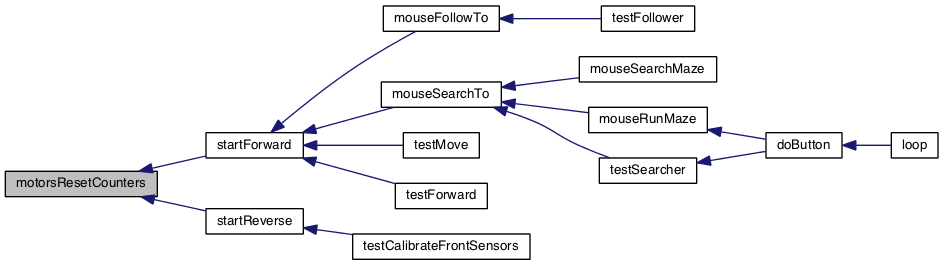 mouseFollowTo
testFollower
mouseSearchMaze
mouseSearchTo
mouseRunMaze
startForward
testMove
doButton
loop
testSearcher
motorsResetCounters
testForward
startReverse
testCalibrateFrontSensors